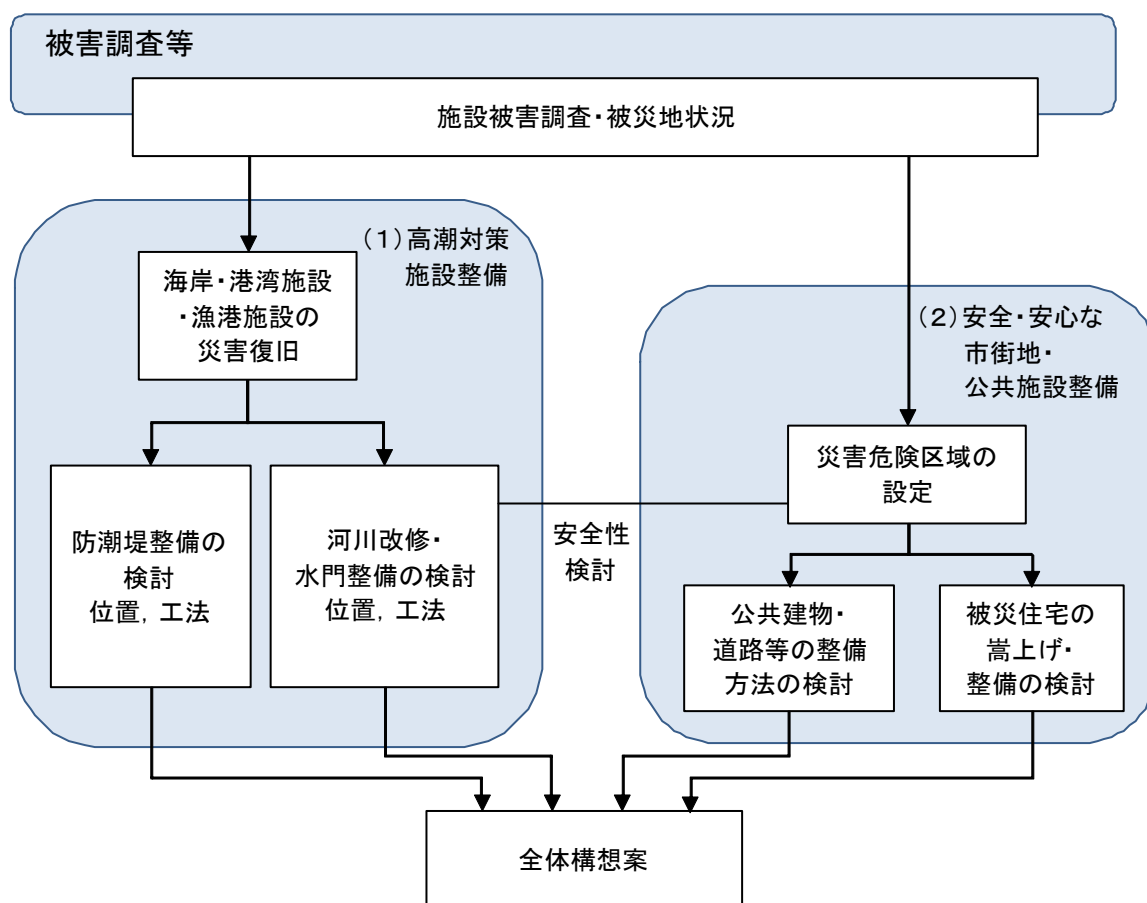 被害調査等
施設被害調査・被災地状況
(1)高潮対策
施設整備
海岸・港湾施設
・漁港施設の
災害復旧
防潮堤整備の
検討
位置, 工法
河川改修・
水門整備の検討
位置, 工法
安全性
検討
(2)安全・安心な
市街地・
公共施設整備
災害危険区域の
設定
公共建物・
道路等の整備
方法の検討
被災住宅の
嵩上げ・
整備の検討
全体構想案